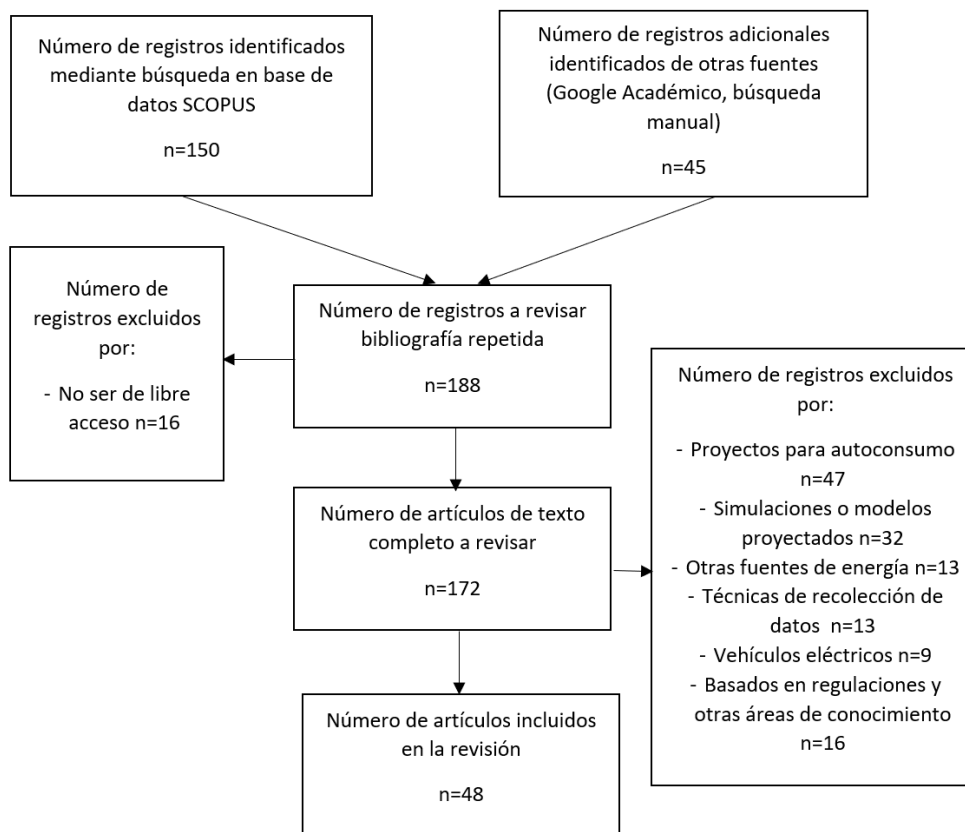 Número de registros identificados
mediante búsqueda en base de
datos SCOPUS
n=150
Número de registros adicionales
identificados de otras fuentes
(Google Académico, búsqueda
manual)
n=45
Número de
registros excluidos
por:
- No ser de libre
acceso n=16
Número de registros a revisar
bibliografía repetida
n=188
Número de registros excluidos
por:
- Proyectos para autoconsumo
n=47
- Simulaciones o modelos
proyectados n=32
- Otras fuentes de energía n=13
- Técnicas de recolección de
datos n=13
- Vehículos eléctricos n=9
- Basados en regulaciones y
otras áreas de conocimiento
n=16
Número de artículos de texto
completo a revisar
n=172
Número de artículos incluidos
en la revisión
n=48